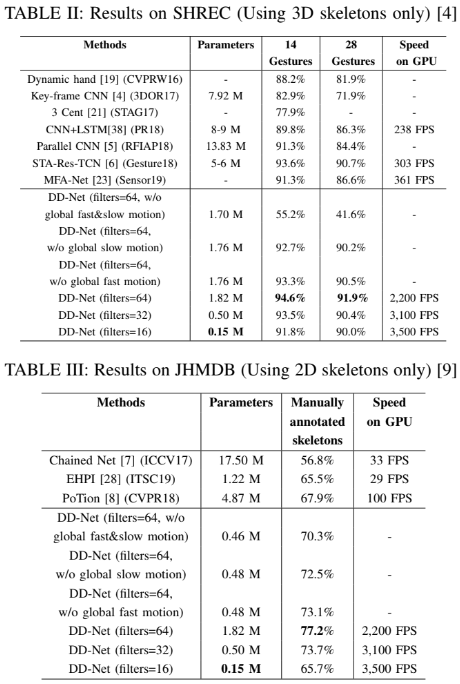 TABLE II: Results on SHREC (Using 3D skeletons only) [4]
Methods Parameters 14 Gestures 28 Gestures Speed on GPU
Dynamic hand [19] (CVPRW16) - 88.2% 81.9% -
Key-frame CNN [4] (3DOR17) 7.92 M 82.9% 71.9% -
3 Cent [21] (STAG17) - 77.9% - -
CNN+LSTM[38] (PR18) 8-9 M 89.8% 86.3% 238 FPS
Parallel CNN [5] (RFIAP18) 13.83 M 91.3% 84.4% -
STA-Res-TCN [6] (Gesture18) 5-6 M 93.6% 90.7% 303 FPS
MFA-Net [23] (Sensor19) - 91.3% 86.6% 361 FPS
DD-Net (filters=64, w/o
global fast&slow motion) 1.70 M 55.2% 41.6% -
DD-Net (filters=64,
w/o global slow motion) 1.76 M 92.7% 90.2% -
DD-Net (filters=64,
w/o global fast motion) 1.76 M 93.3% 90.5% -
DD-Net (filters=64) 1.82 M 94.6% 91.9% 2,200 FPS
DD-Net (filters=32) 0.50 M 93.5% 90.4% 3,100 FPS
DD-Net (filters=16) 0.15 M 91.8% 90.0% 3,500 FPS
TABLE III: Results on JHMDB (Using 2D skeletons only) [9]
Methods Parameters Manually annotated skeletons Speed on GPU
Chained Net [7] (ICCV17) 17.50 M 56.8% 33 FPS
EHPI [28] (ITSC19) 1.22 M 65.5% 29 FPS
PoTion [8] (CVPR18) 4.87 M 67.9% 100 FPS
DD-Net (filters=64, w/o
global fast&slow motion) 0.46 M 70.3% -
DD-Net (filters=64,
w/o global slow motion) 0.48 M 72.5% -
DD-Net (filters=64,
w/o global fast motion) 0.48 M 73.1% -
DD-Net (filters=64) 1.82 M 77.2% 2,200 FPS
DD-Net (filters=32) 0.50 M 73.7% 3,100 FPS
DD-Net (filters=16) 0.15 M 65.7% 3,500 FPS